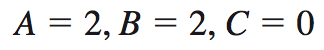 A = 2, B = 2, C = 0